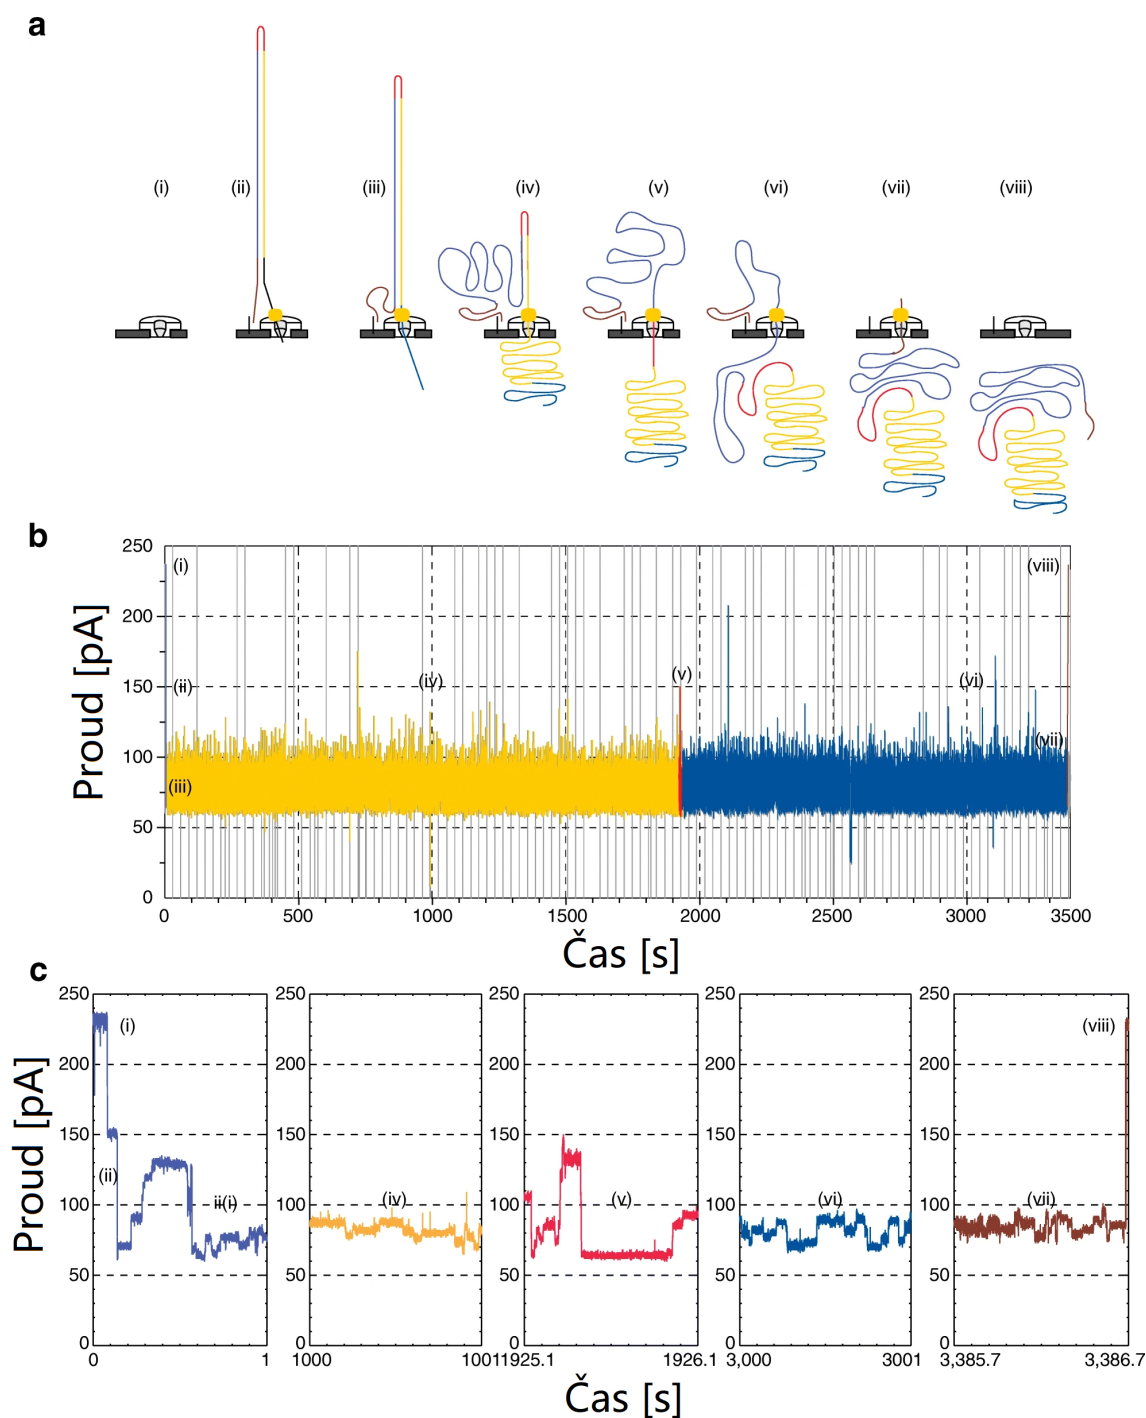 a
(i)
(ii)
(iii)
(iv)
(v)
(vi)
(vii)
(viii)
b
Proud [pA]
250
200
150
100
50
0
(i)
(ii)
(iii)
(iv)
(v)
(vi)
(vii)
(viii)
0 500 1000 1500 2000 2500 3000 3500
Čas [s]
c
Proud [pA]
250 250 250 250 250
200 200 200 200 200
150 150 150 150 150
100 100 100 100 100
50 50 50 50 50
0 0 0 0 0
(i)
(ii)
ii(i)
(iv)
(v)
(vi)
(vii)
(viii)
0 1 1000 1001 1925.1 1926.1 3,000 3001 3,385.7 3,386.7
Čas [s]